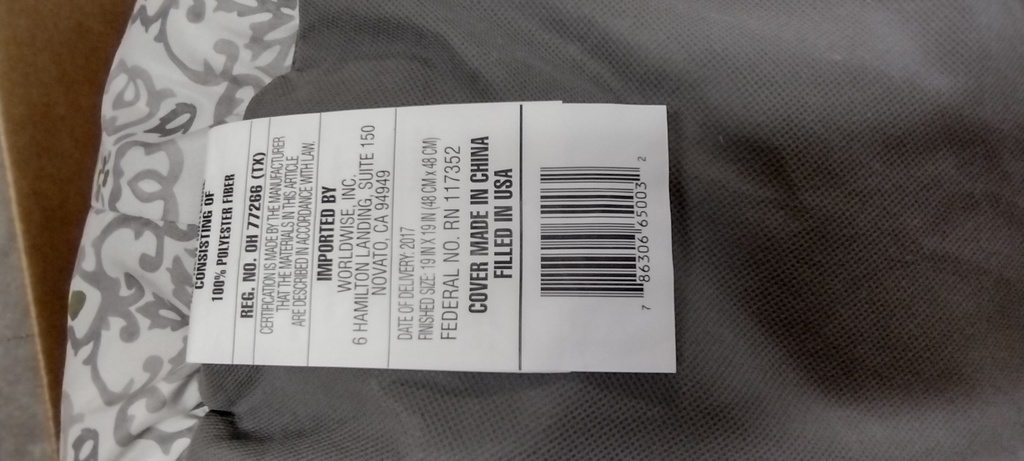 CONSISTING OF
100% POLYESTER FIBER
REG. NO. OH 77266 (TX)
CERTIFICATION IS MADE BY THE MANUFACTURER
THAT THE MATERIALS IN THIS ARTICLE
ARE DESCRIBED IN ACCORDANCE WITH LAW.
IMPORTED BY
WORLDWISE, INC.
6 HAMILTON LANDING, SUITE 150
NOVATO, CA 94949
DATE OF DELIVERY: 2017
FINISHED SIZE: 19 IN X 19 IN (48 CM x 48 CM)
FEDERAL NO. RN 117352
COVER MADE IN CHINA
FILLED IN USA
7 86306 65003 2